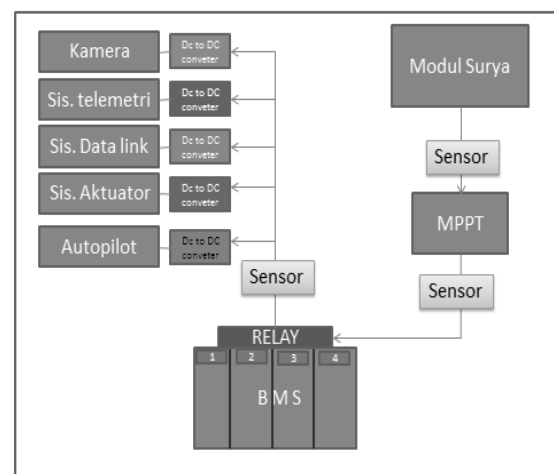 Kamera
Dc to DC
conveter
Sis. telemetri
Dc to DC
conveter
Sis. Data link
Dc to DC
conveter
Sis. Aktuator
Dc to DC
conveter
Autopilot
Dc to DC
conveter
Sensor
Modul Surya
Sensor
MPPT
Sensor
RELAY
1 2 3 4
B M S